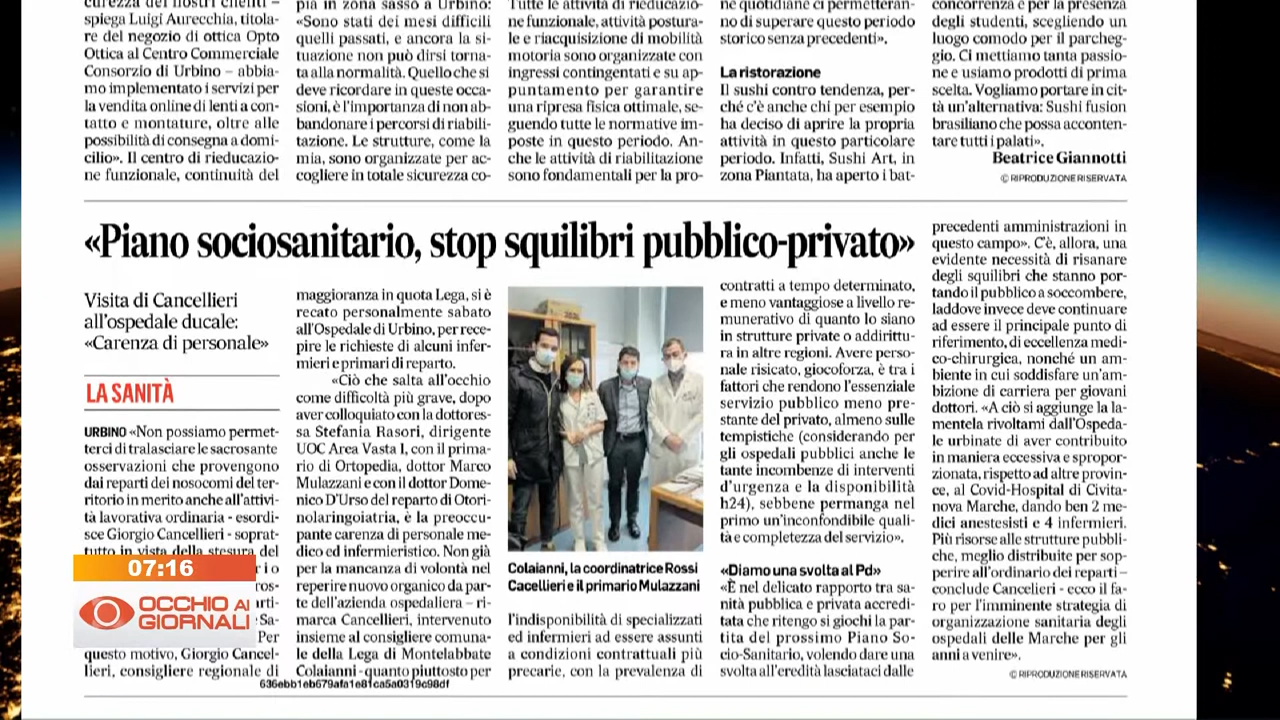 curezza dei nostri clienti –
spiega Luigi Aurecchia, titola-
re del negozio di ottica Opto
Ottica al Centro Commerciale
Consorzio di Urbino – abbia-
mo implementato i servizi per
la vendita online di lenti a con-
tatto e montature, oltre alle
possibilità di consegna a domi-
cilio». Il centro di rieducazio-
ne funzionale, continuità del
pia in zona sasso a Urbino:
«Sono stati dei mesi difficili
quelli passati, e ancora la si-
tuazione non può dirsi torna-
ta alla normalità. Quello che si
deve ricordare in queste occa-
sioni, è l'importanza di non ab-
bandonare i percorsi di riabili-
tazione. Le strutture, come la
mia, sono organizzate per ac-
cogliere in totale sicurezza co-
Tutte le attività di rieducazio-
ne funzionale, attività postura-
le e riacquisizione di mobilità
motoria sono organizzate con
ingressi contingentati e su ap-
puntamento per garantire
una ripresa fisica ottimale, se-
guendo tutte le normative im-
poste in questo periodo. An-
che le attività di riabilitazione
sono fondamentali per la pro-
ne quotidiane ci permetteran-
no di superare questo periodo
storico senza precedenti».
La ristorazione
Il sushi contro tendenza, per-
ché c'è anche chi per esempio
ha deciso di aprire la propria
attività in questo particolare
periodo. Infatti, Sushi Art, in
zona Piantata, ha aperto i bat-
concorrenza e per la presenza
degli studenti, scegliendo un
luogo comodo per il parcheg-
gio. Ci mettiamo tanta passio-
ne e usiamo prodotti di prima
scelta. Vogliamo portare in cit-
tà un'alternativa: Sushi fusion
brasiliano che possa acconten-
tare tutti i palati».
Beatrice Giannotti
© RIPRODUZIONE RISERVATA
«Piano sociosanitario, stop squilibri pubblico-privato»
Visita di Cancellieri
all'ospedale ducale:
«Carenza di personale»
LA SANITÀ
URBINO «Non possiamo permet-
terci di tralasciare le sacrosante
osservazioni che provengono
dai reparti dei nosocomi del ter-
ritorio in merito anche all'attivi-
tà lavorativa ordinaria - esordi-
sce Giorgio Cancellieri - soprat-
tutto in vista della stesura del
r i o
ros-
arti-
Sa-
Per
questo motivo, Giorgio Cancel-
lieri, consigliere regionale di
maggioranza in quota Lega, si è
recato personalmente sabato
all'Ospedale di Urbino, per rece-
pire le richieste di alcuni infer-
mieri e primari di reparto.
«Ciò che salta all'occhio
come difficoltà più grave, dopo
aver colloquiato con la dottores-
sa Stefania Rasori, dirigente
UOC Area Vasta 1, con il prima-
rio di Ortopedia, dottor Marco
Mulazzani e con il dottor Dome-
nico D'Urso del reparto di Otori-
nolaringoiatria, è la preoccu-
pante carenza di personale me-
dico ed infermieristico. Non già
per la mancanza di volontà nel
reperire nuovo organico da par-
te dell'azienda ospedaliera – ri-
marca Cancellieri, intervenuto
insieme al consigliere comuna-
le della Lega di Montelabbate
Colaianni - quanto piuttosto per
Colaianni, la coordinatrice Rossi
Cacellieri e il primario Mulazzani
l'indisponibilità di specializzati
ed infermieri ad essere assunti
a condizioni contrattuali più
precarie, con la prevalenza di
contratti a tempo determinato,
e meno vantaggiose a livello re-
munerativo di quanto lo siano
in strutture private o addirittu-
ra in altre regioni. Avere perso-
nale risicato, giocoforza, è tra i
fattori che rendono l'essenziale
servizio pubblico meno pre-
stante del privato, almeno sulle
tempistiche (considerando per
gli ospedali pubblici anche le
tante incombenze di interventi
d'urgenza e la disponibilità
h24), sebbene permanga nel
primo un'inconfondibile quali-
tà e completezza del servizio».
«Diamo una svolta al Pd»
«È nel delicato rapporto tra sa-
nità pubblica e privata accredi-
tata che ritengo si giochi la par-
tita del prossimo Piano So-
cio-Sanitario, volendo dare una
svolta all'eredità lasciataci dalle
precedenti amministrazioni in
questo campo». C'è, allora, una
evidente necessità di risanare
degli squilibri che stanno por-
tando il pubblico a soccombere,
laddove invece deve continuare
ad essere il principale punto di
riferimento, di eccellenza medi-
co-chirurgica, nonché un am-
biente in cui soddisfare un'am-
bizione di carriera per giovani
dottori. «A ciò si aggiunge la la-
mentela rivoltami dall'Ospeda-
le urbinate di aver contribuito
in maniera eccessiva e spropor-
zionata, rispetto ad altre provin-
ce, al Covid-Hospital di Civita-
nova Marche, dando ben 2 me-
dici anestesisti e 4 infermieri.
Più risorse alle strutture pubbli-
che, meglio distribuite per sop-
perire all'ordinario dei reparti –
conclude Cancelieri - ecco il fa-
ro per l'imminente strategia di
organizzazione sanitaria degli
ospedali delle Marche per gli
anni a venire».
© RIPRODUZIONE RISERVATA
07:16
OCCHIO AI
GIORNALI
636ebb1eb679afa1e81ca5a0319c98df